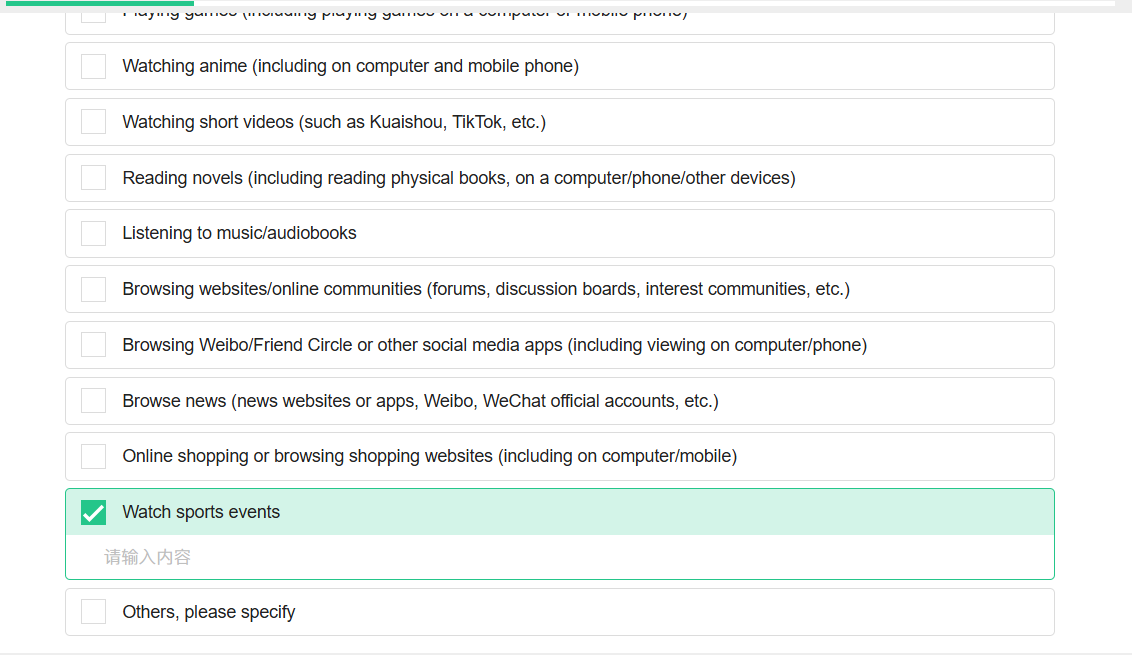 Playing games (including playing games on a computer or mobile phone)
Watching anime (including on computer and mobile phone)
Watching short videos (such as Kuaishou, TikTok, etc.)
Reading novels (including reading physical books, on a computer/phone/other devices)
Listening to music/audiobooks
Browsing websites/online communities (forums, discussion boards, interest communities, etc.)
Browsing Weibo/Friend Circle or other social media apps (including viewing on computer/phone)
Browse news (news websites or apps, Weibo, WeChat official accounts, etc.)
Online shopping or browsing shopping websites (including on computer/mobile)
Watch sports events
请输入内容
Others, please specify